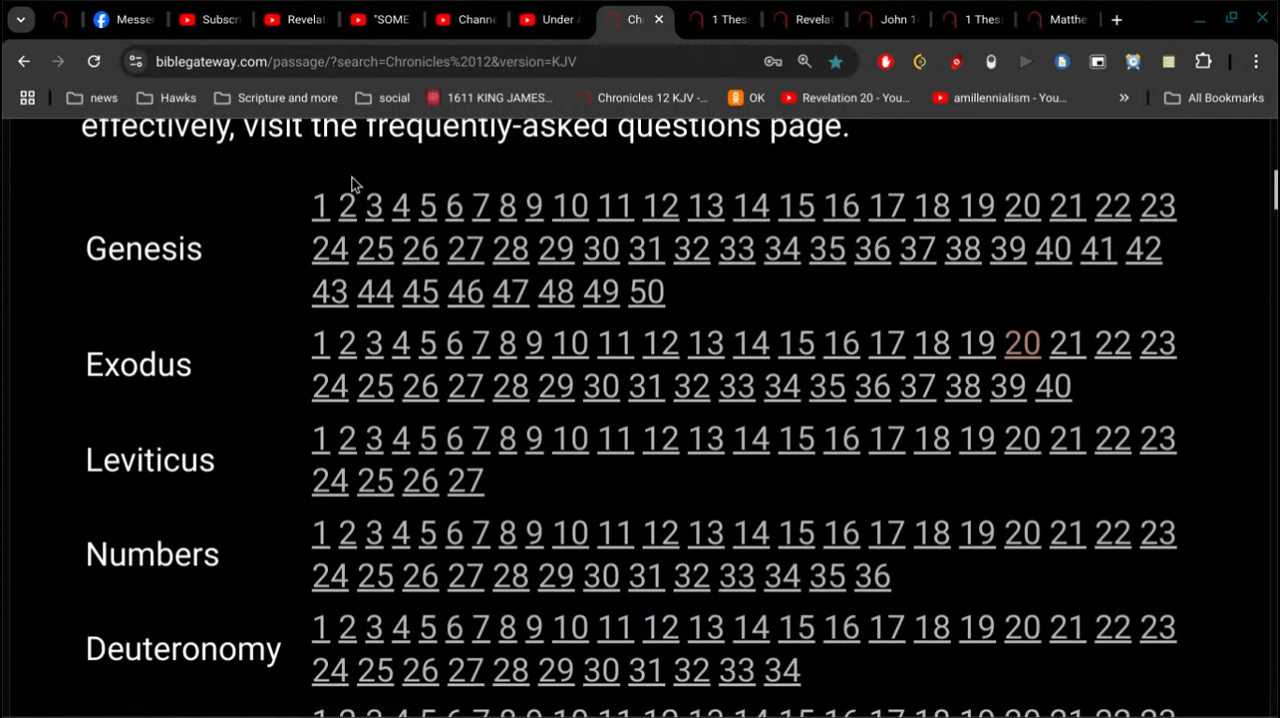 Messer
Subscri
Revelat
"SOME
Channe
Under A
Ch
1 Thes
Revelat
John 1
1 Thes
Matthe
biblegateway.com/passage/?search=Chronicles%2012&version=KJV
news
Hawks
Scripture and more
social
1611 KING JAMES...
Chronicles 12 KJV -...
OK
Revelation 20 - You...
amillennialism - You...
»
All Bookmarks
effectively, visit the frequently-asked questions page.
Genesis
1 2 3 4 5 6 7 8 9 10 11 12 13 14 15 16 17 18 19 20 21 22 23
24 25 26 27 28 29 30 31 32 33 34 35 36 37 38 39 40 41 42
43 44 45 46 47 48 49 50
Exodus
1 2 3 4 5 6 7 8 9 10 11 12 13 14 15 16 17 18 19 20 21 22 23
24 25 26 27 28 29 30 31 32 33 34 35 36 37 38 39 40
Leviticus
1 2 3 4 5 6 7 8 9 10 11 12 13 14 15 16 17 18 19 20 21 22 23
24 25 26 27
Numbers
1 2 3 4 5 6 7 8 9 10 11 12 13 14 15 16 17 18 19 20 21 22 23
24 25 26 27 28 29 30 31 32 33 34 35 36
Deuteronomy
1 2 3 4 5 6 7 8 9 10 11 12 13 14 15 16 17 18 19 20 21 22 23
24 25 26 27 28 29 30 31 32 33 34